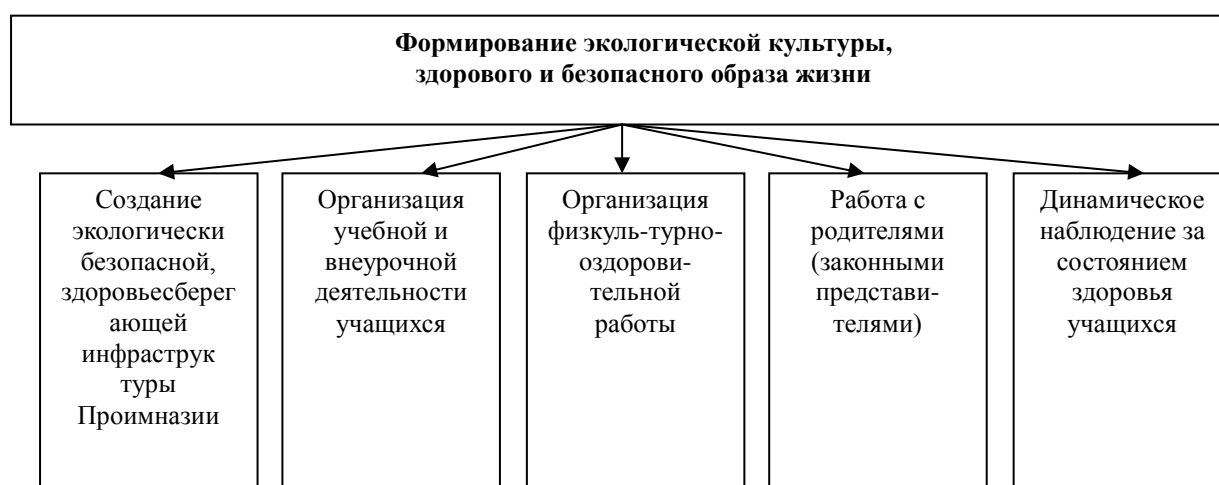 Формирование экологической культуры,
здорового и безопасного образа жизни
Создание
экологически
безопасной,
здоровьесберег
ающей
инфраструк
туры
Проимназии
Организация
учебной и
внеурочной
деятельности
учащихся
Организация
физкуль-турно-
оздорови-
тельной
работы
Работа с
родителями
(законными
представи-
телями)
Динамическое
наблюдение за
состоянием
здоровья
учащихся